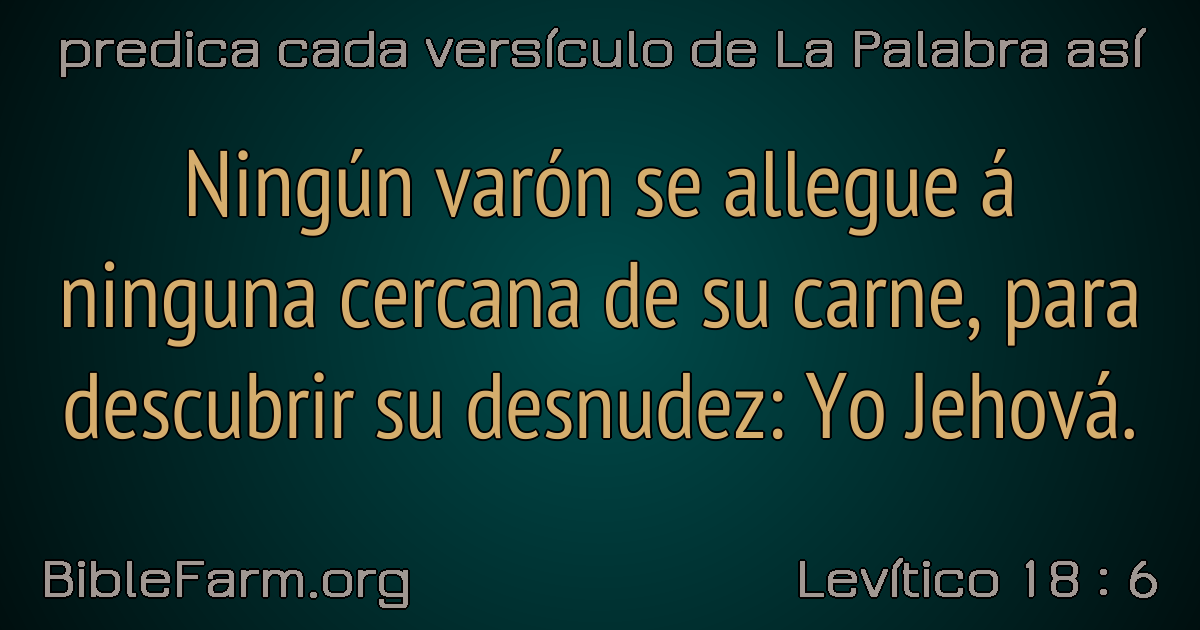 predica cada versículo de La Palabra así
Ningún varón se allegue á
ninguna cercana de su carne, para
descubrir su desnudez: Yo Jehová.
BibleFarm.org
Levítico 18 : 6